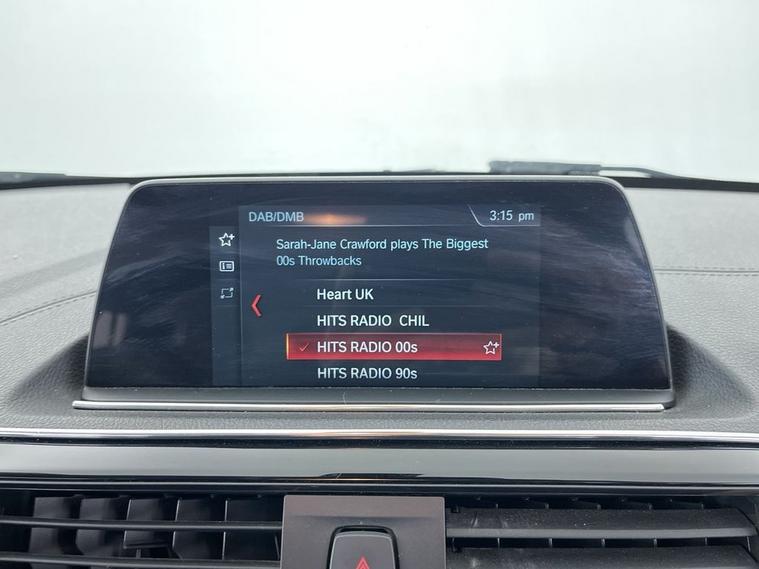 DAB/DMB
3:15 pm
Sarah-Jane Crawford plays The Biggest
00s Throwbacks
Heart UK
HITS RADIO CHIL
HITS RADIO 00s
HITS RADIO 90s